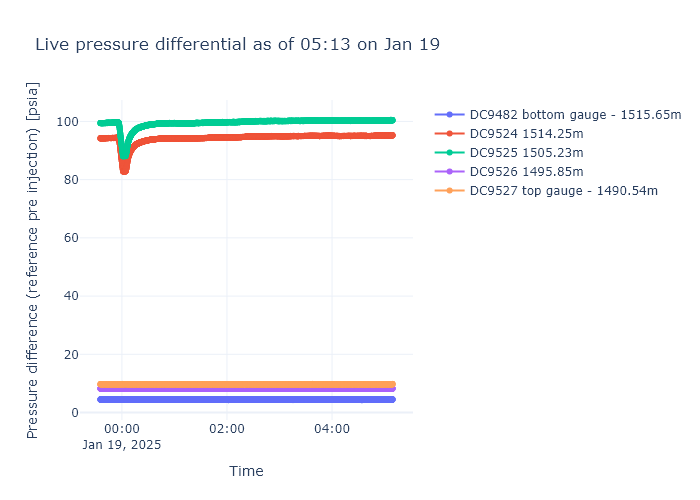 Live pressure differential as of 05:13 on Jan 19
Pressure difference (reference pre injection) [psia]
100
80
60
40
20
0
00:00
Jan 19, 2025
02:00
04:00
Time
DC9482 bottom gauge - 1515.65m
DC9524 1514.25m
DC9525 1505.23m
DC9526 1495.85m
DC9527 top gauge - 1490.54m